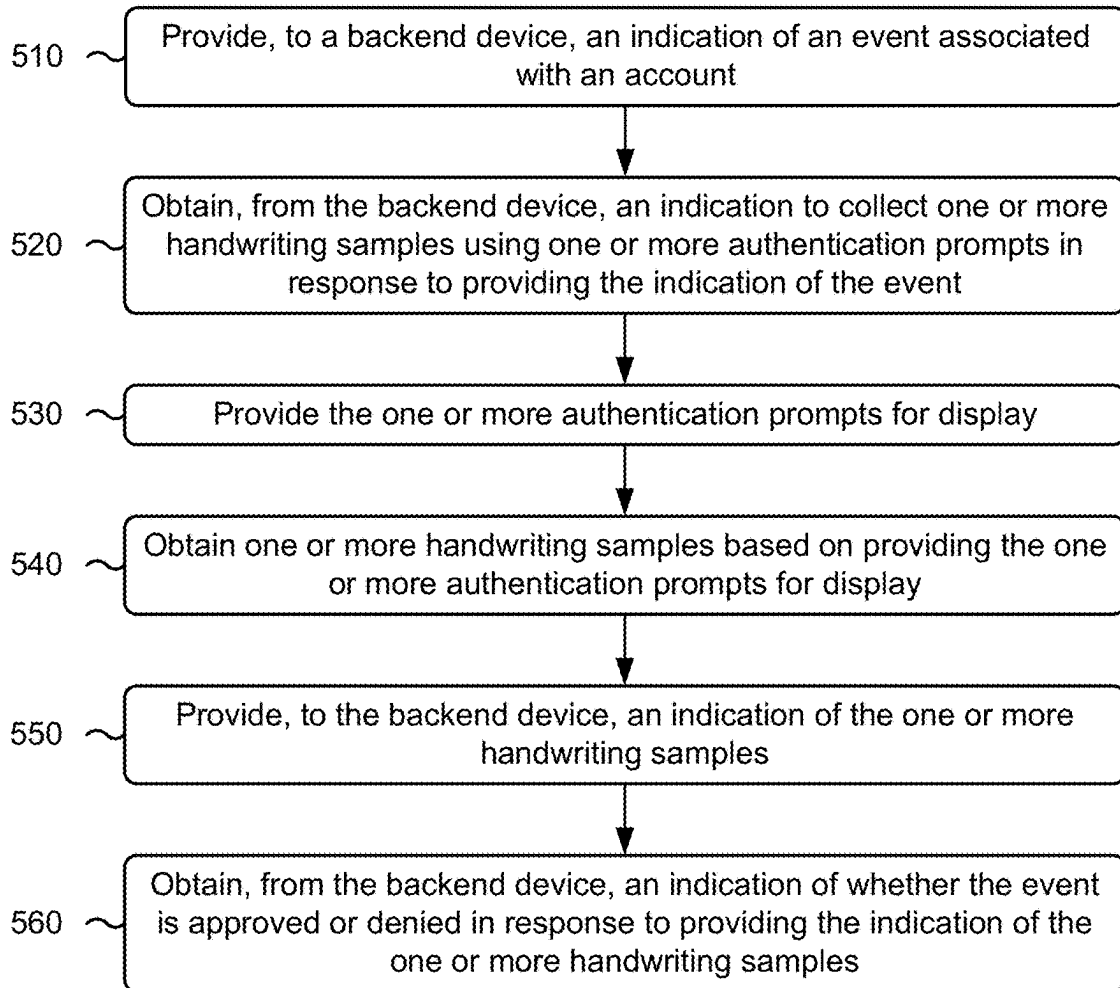 510
Provide, to a backend device, an indication of an event associated
with an account
520
Obtain, from the backend device, an indication to collect one or more
handwriting samples using one or more authentication prompts in
response to providing the indication of the event
530
Provide the one or more authentication prompts for display
540
Obtain one or more handwriting samples based on providing the one
or more authentication prompts for display
550
Provide, to the backend device, an indication of the one or more
handwriting samples
560
Obtain, from the backend device, an indication of whether the event
is approved or denied in response to providing the indication of the
one or more handwriting samples